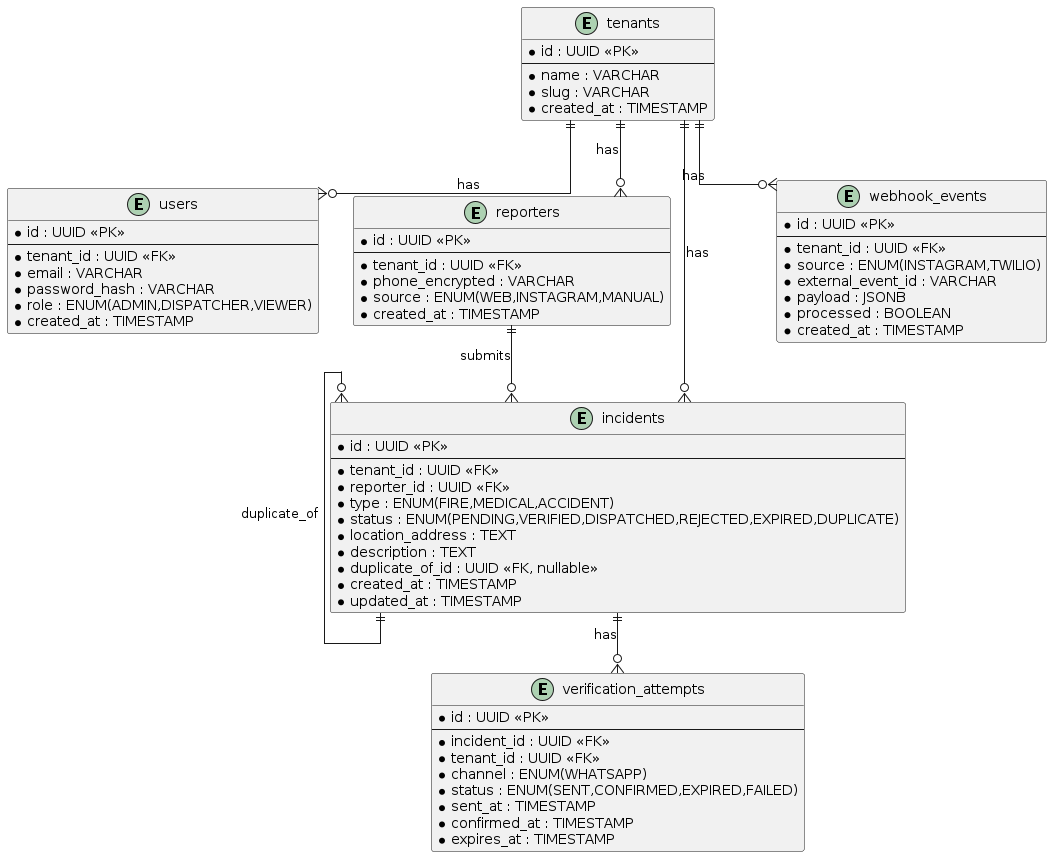 E tenants
id : UUID «PK»
name : VARCHAR
slug : VARCHAR
created_at : TIMESTAMP
has
has
has
has
E users
id : UUID «PK»
tenant_id : UUID «FK»
email : VARCHAR
password_hash : VARCHAR
role : ENUM(ADMIN,DISPATCHER,VIEWER)
created_at : TIMESTAMP
E reporters
id : UUID «PK»
tenant_id : UUID «FK»
phone_encrypted : VARCHAR
source : ENUM(WEB,INSTAGRAM,MANUAL)
created_at : TIMESTAMP
E webhook_events
id : UUID «PK»
tenant_id : UUID «FK»
source : ENUM(INSTAGRAM,TWILIO)
external_event_id : VARCHAR
payload : JSONB
processed : BOOLEAN
created_at : TIMESTAMP
submits
E incidents
id : UUID «PK»
tenant_id : UUID «FK»
reporter_id : UUID «FK»
type : ENUM(FIRE,MEDICAL,ACCIDENT)
status : ENUM(PENDING,VERIFIED,DISPATCHED,REJECTED,EXPIRED,DUPLICATE)
location_address : TEXT
description : TEXT
duplicate_of_id : UUID «FK, nullable»
created_at : TIMESTAMP
updated_at : TIMESTAMP
duplicate_of
has
E verification_attempts
id : UUID «PK»
incident_id : UUID «FK»
tenant_id : UUID «FK»
channel : ENUM(WHATSAPP)
status : ENUM(SENT,CONFIRMED,EXPIRED,FAILED)
sent_at : TIMESTAMP
confirmed_at : TIMESTAMP
expires_at : TIMESTAMP